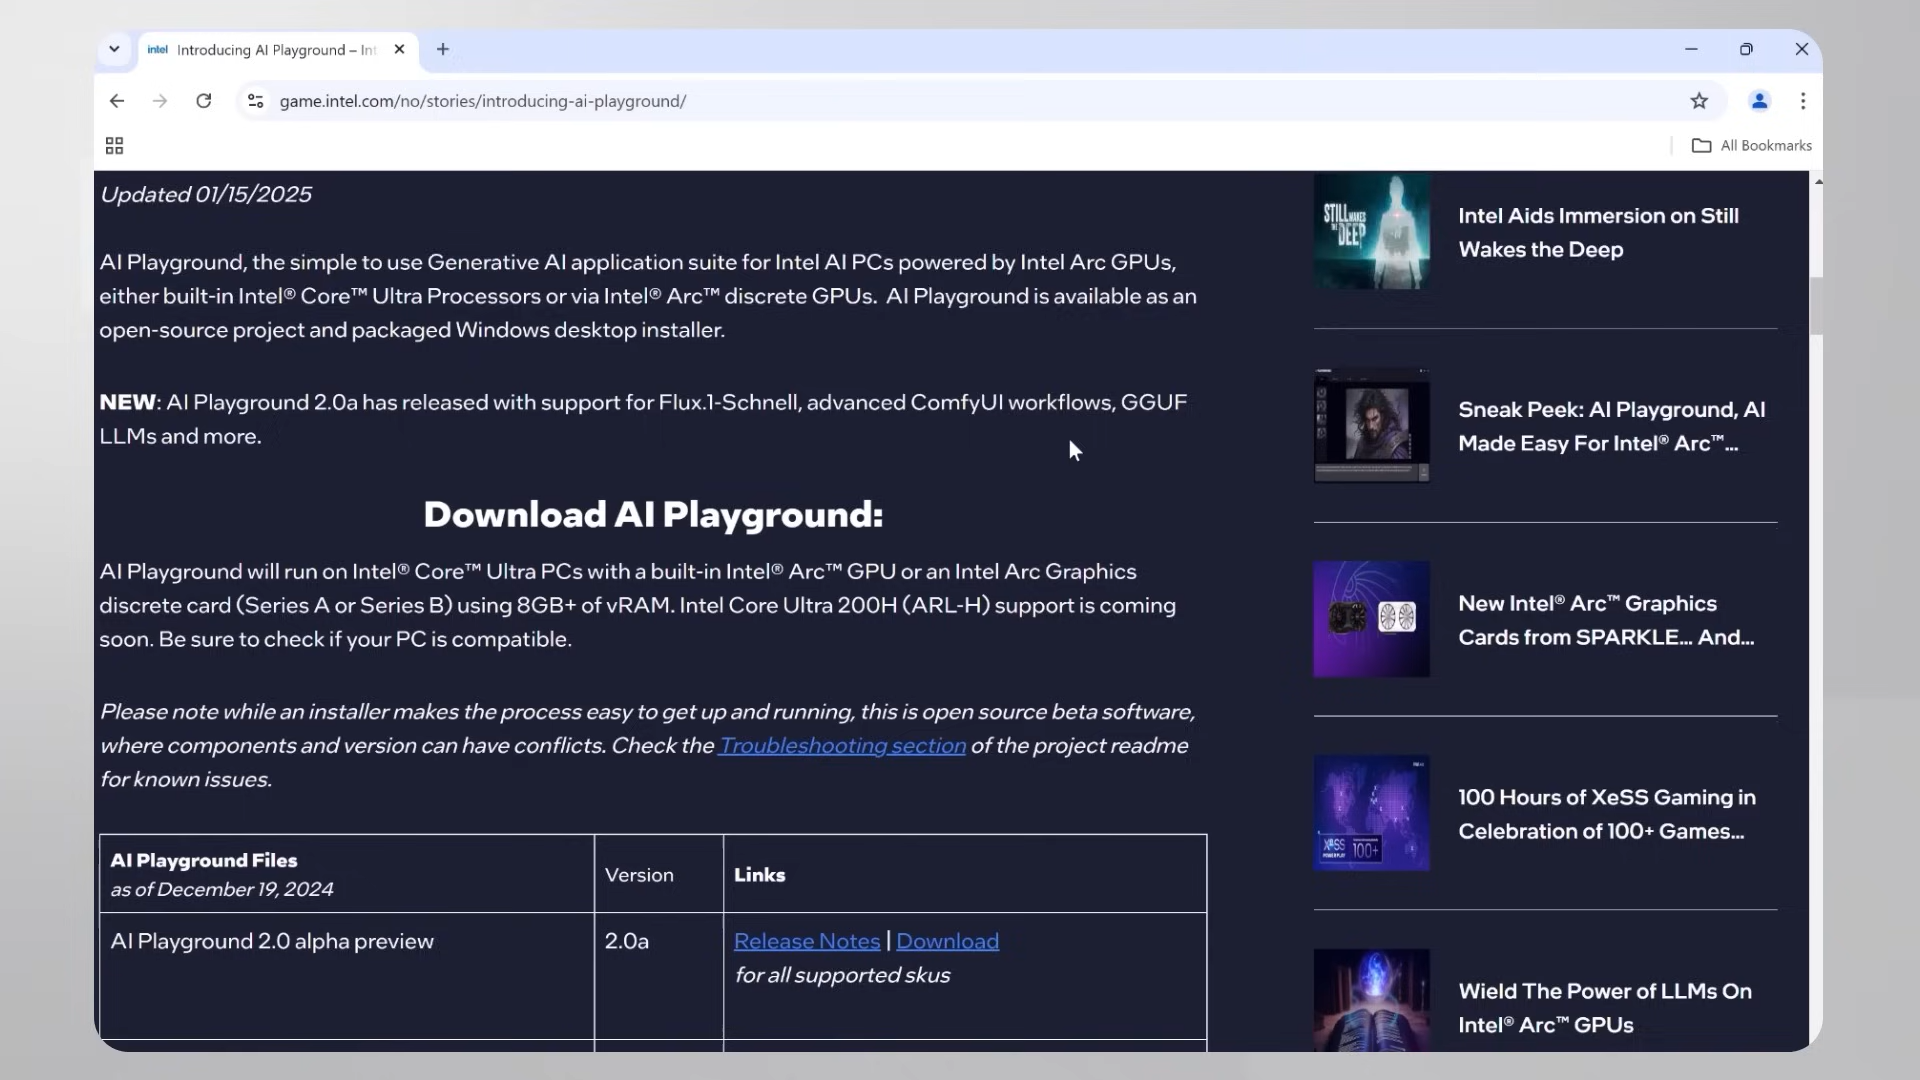 intel Introducing AI Playground – Int
game.intel.com/no/stories/introducing-ai-playground/
All Bookmarks
Updated 01/15/2025
AI Playground, the simple to use Generative AI application suite for Intel AI PCs powered by Intel Arc GPUs,
either built-in Intel® Core™ Ultra Processors or via Intel® Arc™ discrete GPUs. AI Playground is available as an
open-source project and packaged Windows desktop installer.
NEW: AI Playground 2.0a has released with support for Flux.1-Schnell, advanced ComfyUI workflows, GGUF
LLMs and more.
Download AI Playground:
AI Playground will run on Intel® Core™ Ultra PCs with a built-in Intel® Arc™ GPU or an Intel Arc Graphics
discrete card (Series A or Series B) using 8GB+ of vRAM. Intel Core Ultra 200H (ARL-H) support is coming
soon. Be sure to check if your PC is compatible.
Please note while an installer makes the process easy to get up and running, this is open source beta software,
where components and version can have conflicts. Check the Troubleshooting section of the project readme
for known issues.
AI Playground Files
as of December 19, 2024
Version
Links
AI Playground 2.0 alpha preview
2.0a
Release Notes | Download
for all supported skus
STILL WAKES
THE DEEP
Intel Aids Immersion on Still
Wakes the Deep
Sneak Peek: AI Playground, AI
Made Easy For Intel® Arc™...
New Intel® Arc™ Graphics
Cards from SPARKLE... And...
XeSS 100+
100 Hours of XeSS Gaming in
Celebration of 100+ Games...
Wield The Power of LLMs On
Intel® Arc™ GPUs